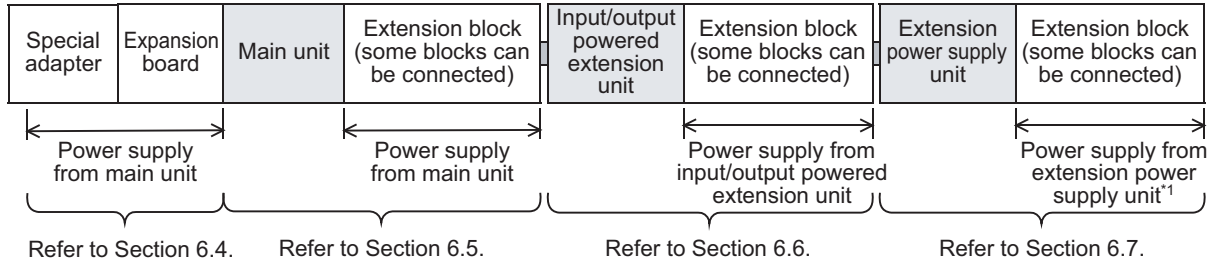 Special
adapter
Expansion
board
Main unit
Extension block
(some blocks can
be connected)
Input/output
powered
extension
unit
Extension block
(some blocks can
be connected)
Extension
power supply
unit
Extension block
(some blocks can
be connected)
Power supply
from main unit
Power supply
from main unit
Power supply from
input/output powered
extension unit
Power supply from
extension power
supply unit*1
Refer to Section 6.4.
Refer to Section 6.5.
Refer to Section 6.6.
Refer to Section 6.7.